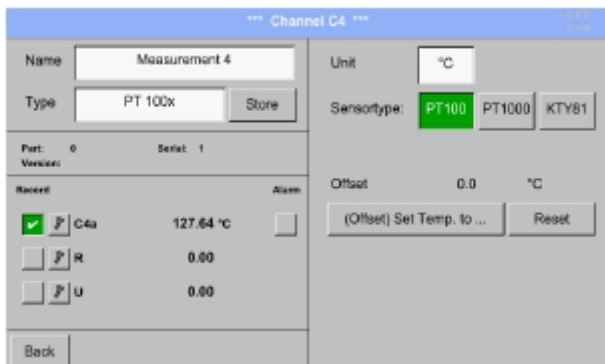 *** Channel C4 ***
Name Measurement 4
Type PT 100x Store
Part: 0 Serial: 1
Version:
Record Alarm
C4a 127.64 °C
R 0.00
U 0.00
Back
Unit °C
Sensortype: PT100 PT1000 KTY81
Offset 0.0 °C
(Offset) Set Temp. to ... Reset